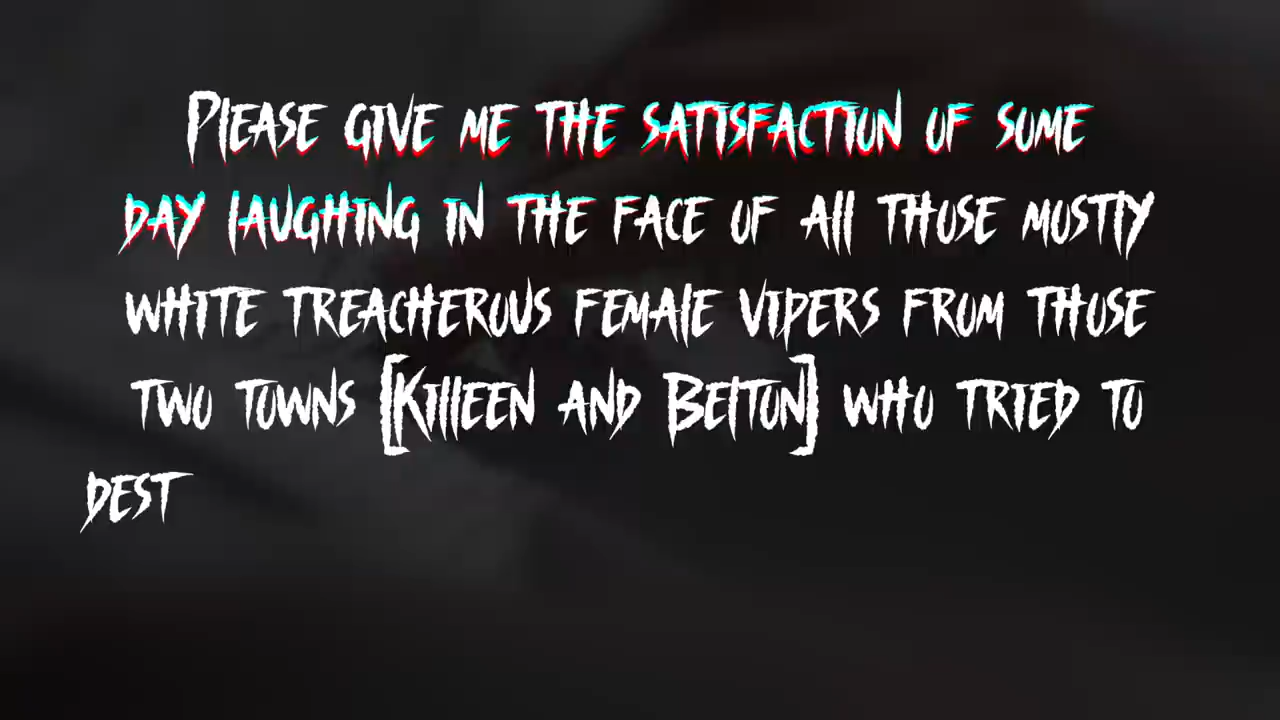 Please give me the satisfaction of some
day laughing in the face of all those mostly
white treacherous female vipers from those
two towns [Killeen and Belton] who tried to
dest